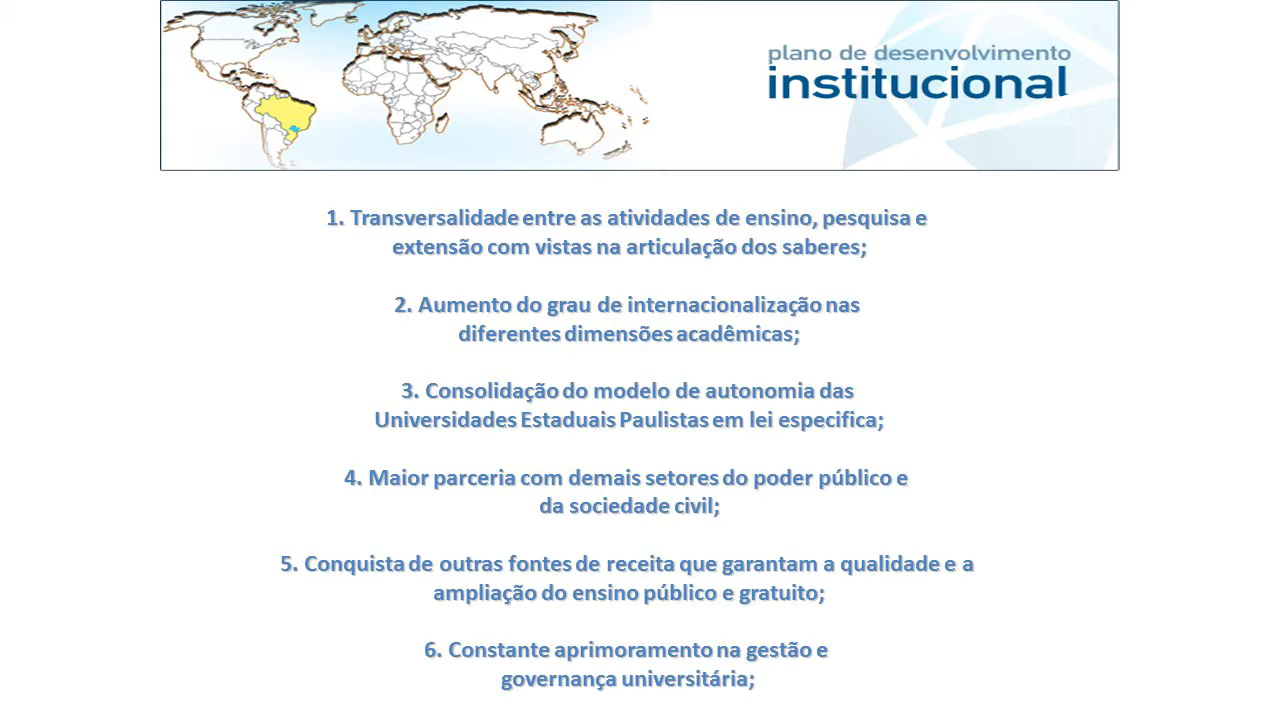 plano de desenvolvimento
institucional
1. Transversalidade entre as atividades de ensino, pesquisa e
extensão com vistas na articulação dos saberes;
2. Aumento do grau de internacionalização nas
diferentes dimensões acadêmicas;
3. Consolidação do modelo de autonomia das
Universidades Estaduais Paulistas em lei especifica;
4. Maior parceria com demais setores do poder público e
da sociedade civil;
5. Conquista de outras fontes de receita que garantam a qualidade e a
ampliação do ensino público e gratuito;
6. Constante aprimoramento na gestão e
governança universitária;